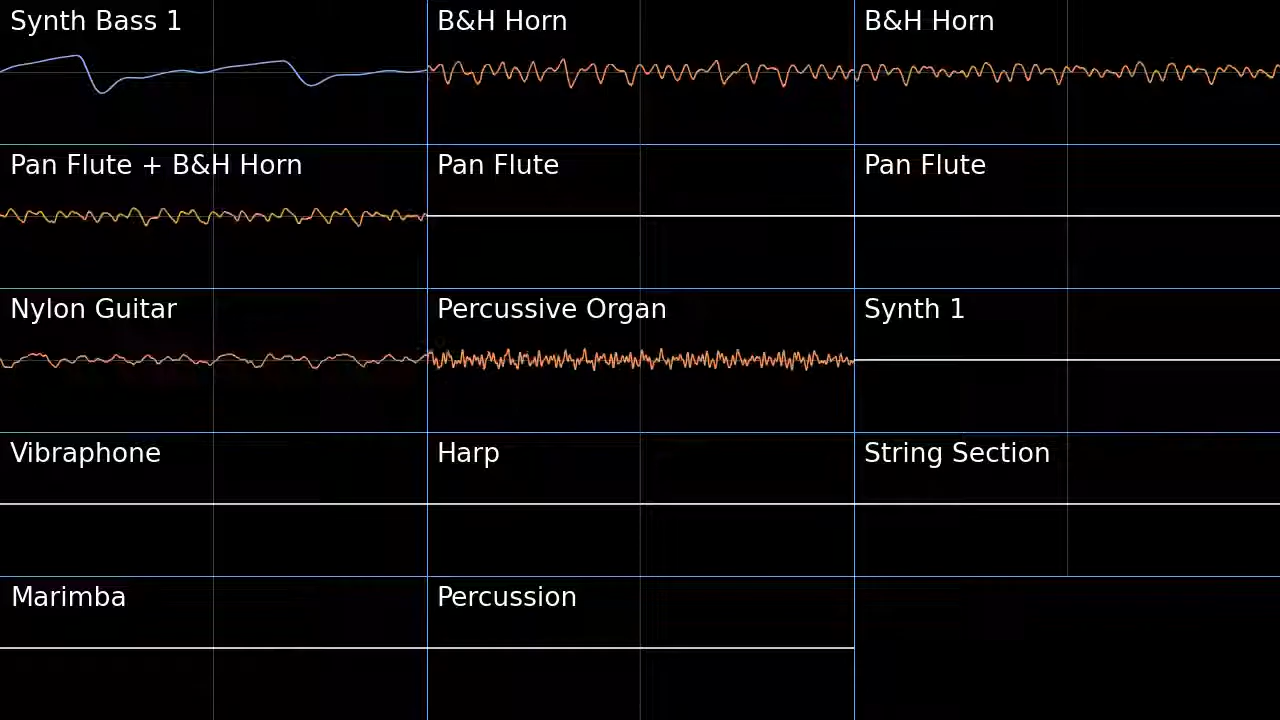 Synth Bass 1
B&H Horn
B&H Horn
Pan Flute + B&H Horn
Pan Flute
Pan Flute
Nylon Guitar
Percussive Organ
Synth 1
Vibraphone
Harp
String Section
Marimba
Percussion